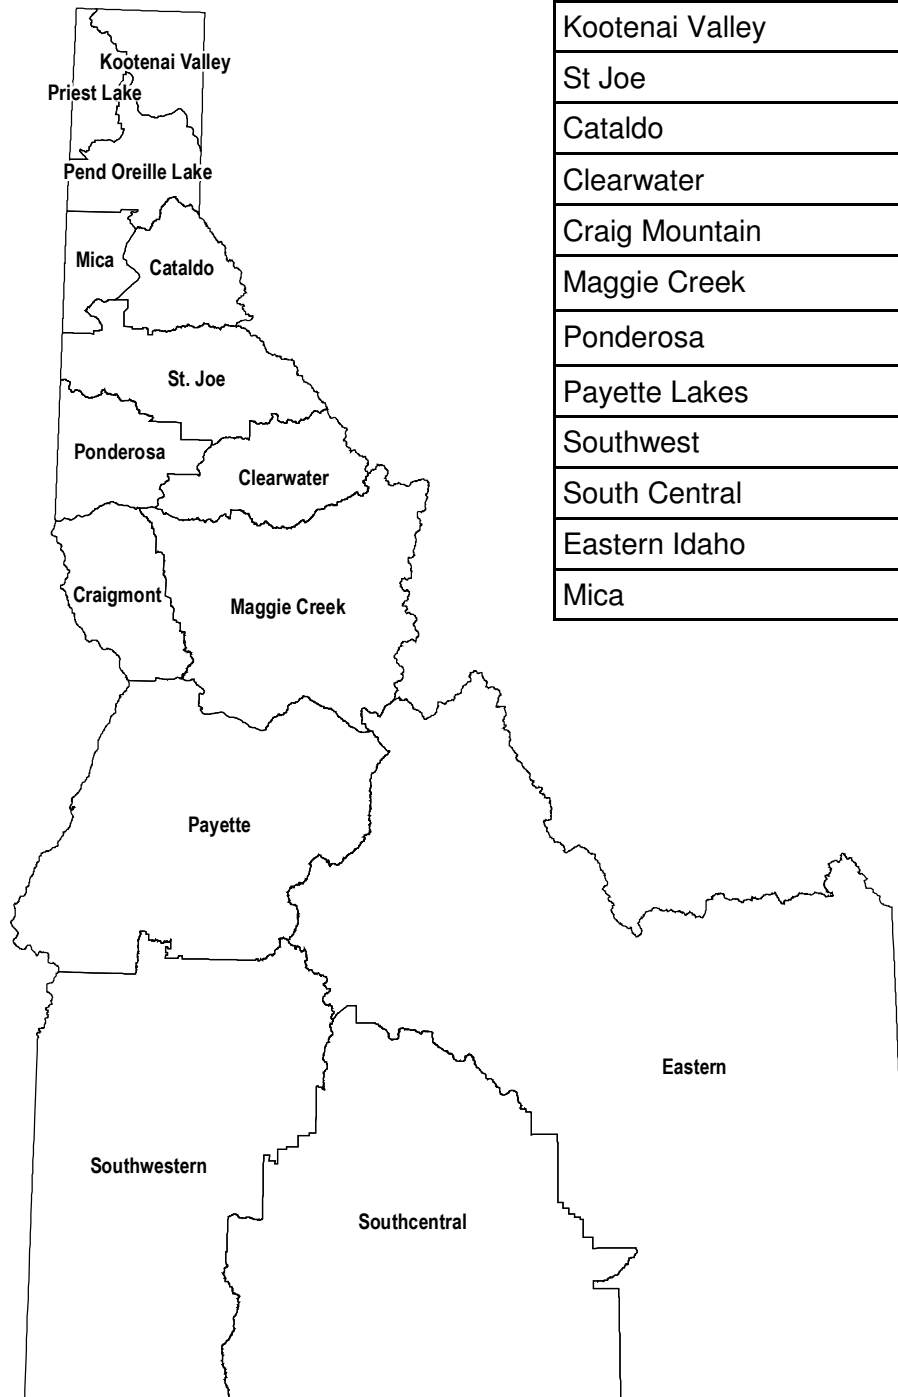 Kootenai Valley
Priest Lake
Pend Oreille Lake
Mica
Cataldo
St. Joe
Ponderosa
Clearwater
Craigmont
Maggie Creek
Payette
Eastern
Southwestern
Southcentral
Kootenai Valley
St Joe
Cataldo
Clearwater
Craig Mountain
Maggie Creek
Ponderosa
Payette Lakes
Southwest
South Central
Eastern Idaho
Mica